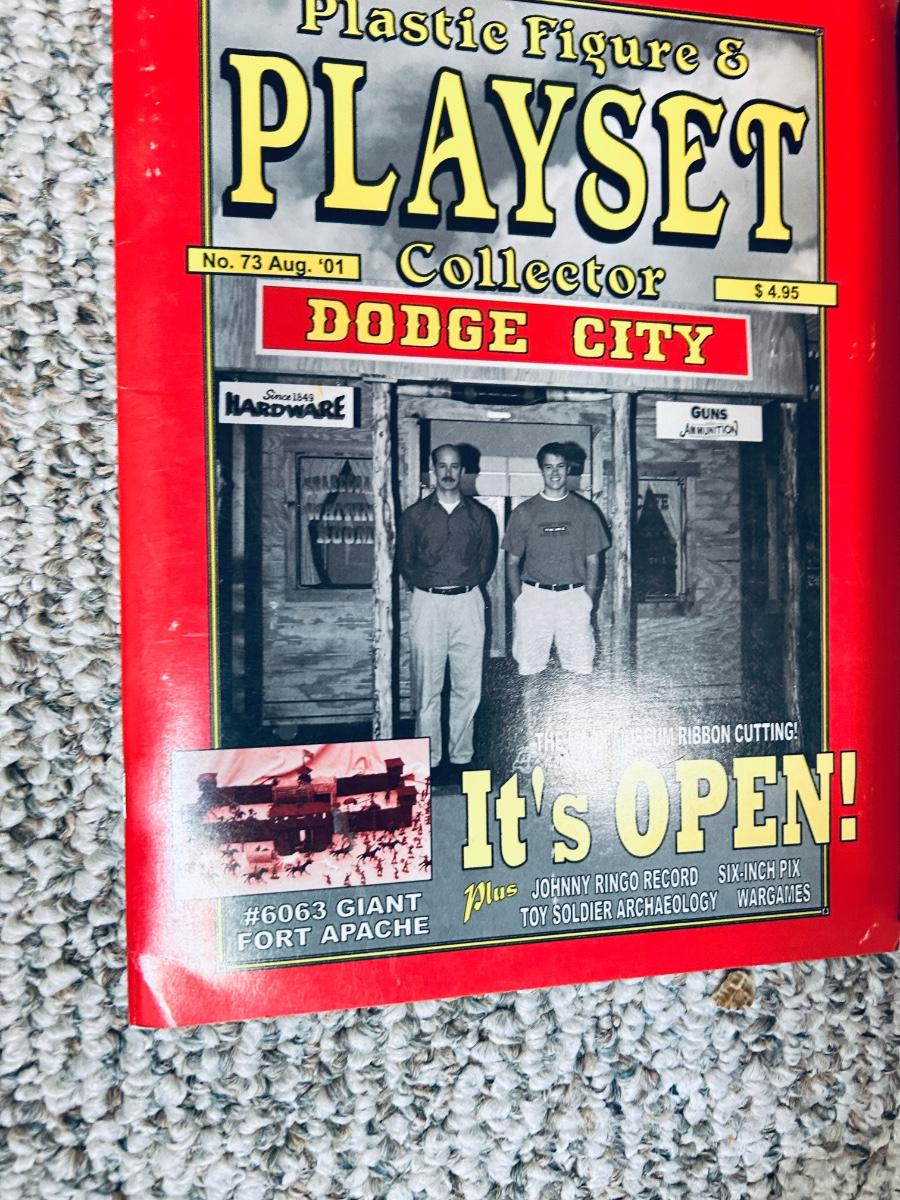 Plastic Figure &
PLAYSET
Collector
No. 73 Aug. ‘01
$ 4.95
DODGE CITY
Since 1849
HARDWARE
GUNS
AMMUNITION
THE MUSEUM RIBBON CUTTING!
It's OPEN!
Plus JOHNNY RINGO RECORD SIX-INCH PIX
TOY SOLDIER ARCHAEOLOGY WARGAMES
#6063 GIANT
FORT APACHE